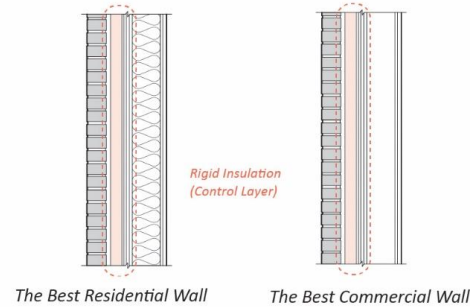 Rigid Insulation
(Control Layer)
The Best Residential Wall
The Best Commercial Wall